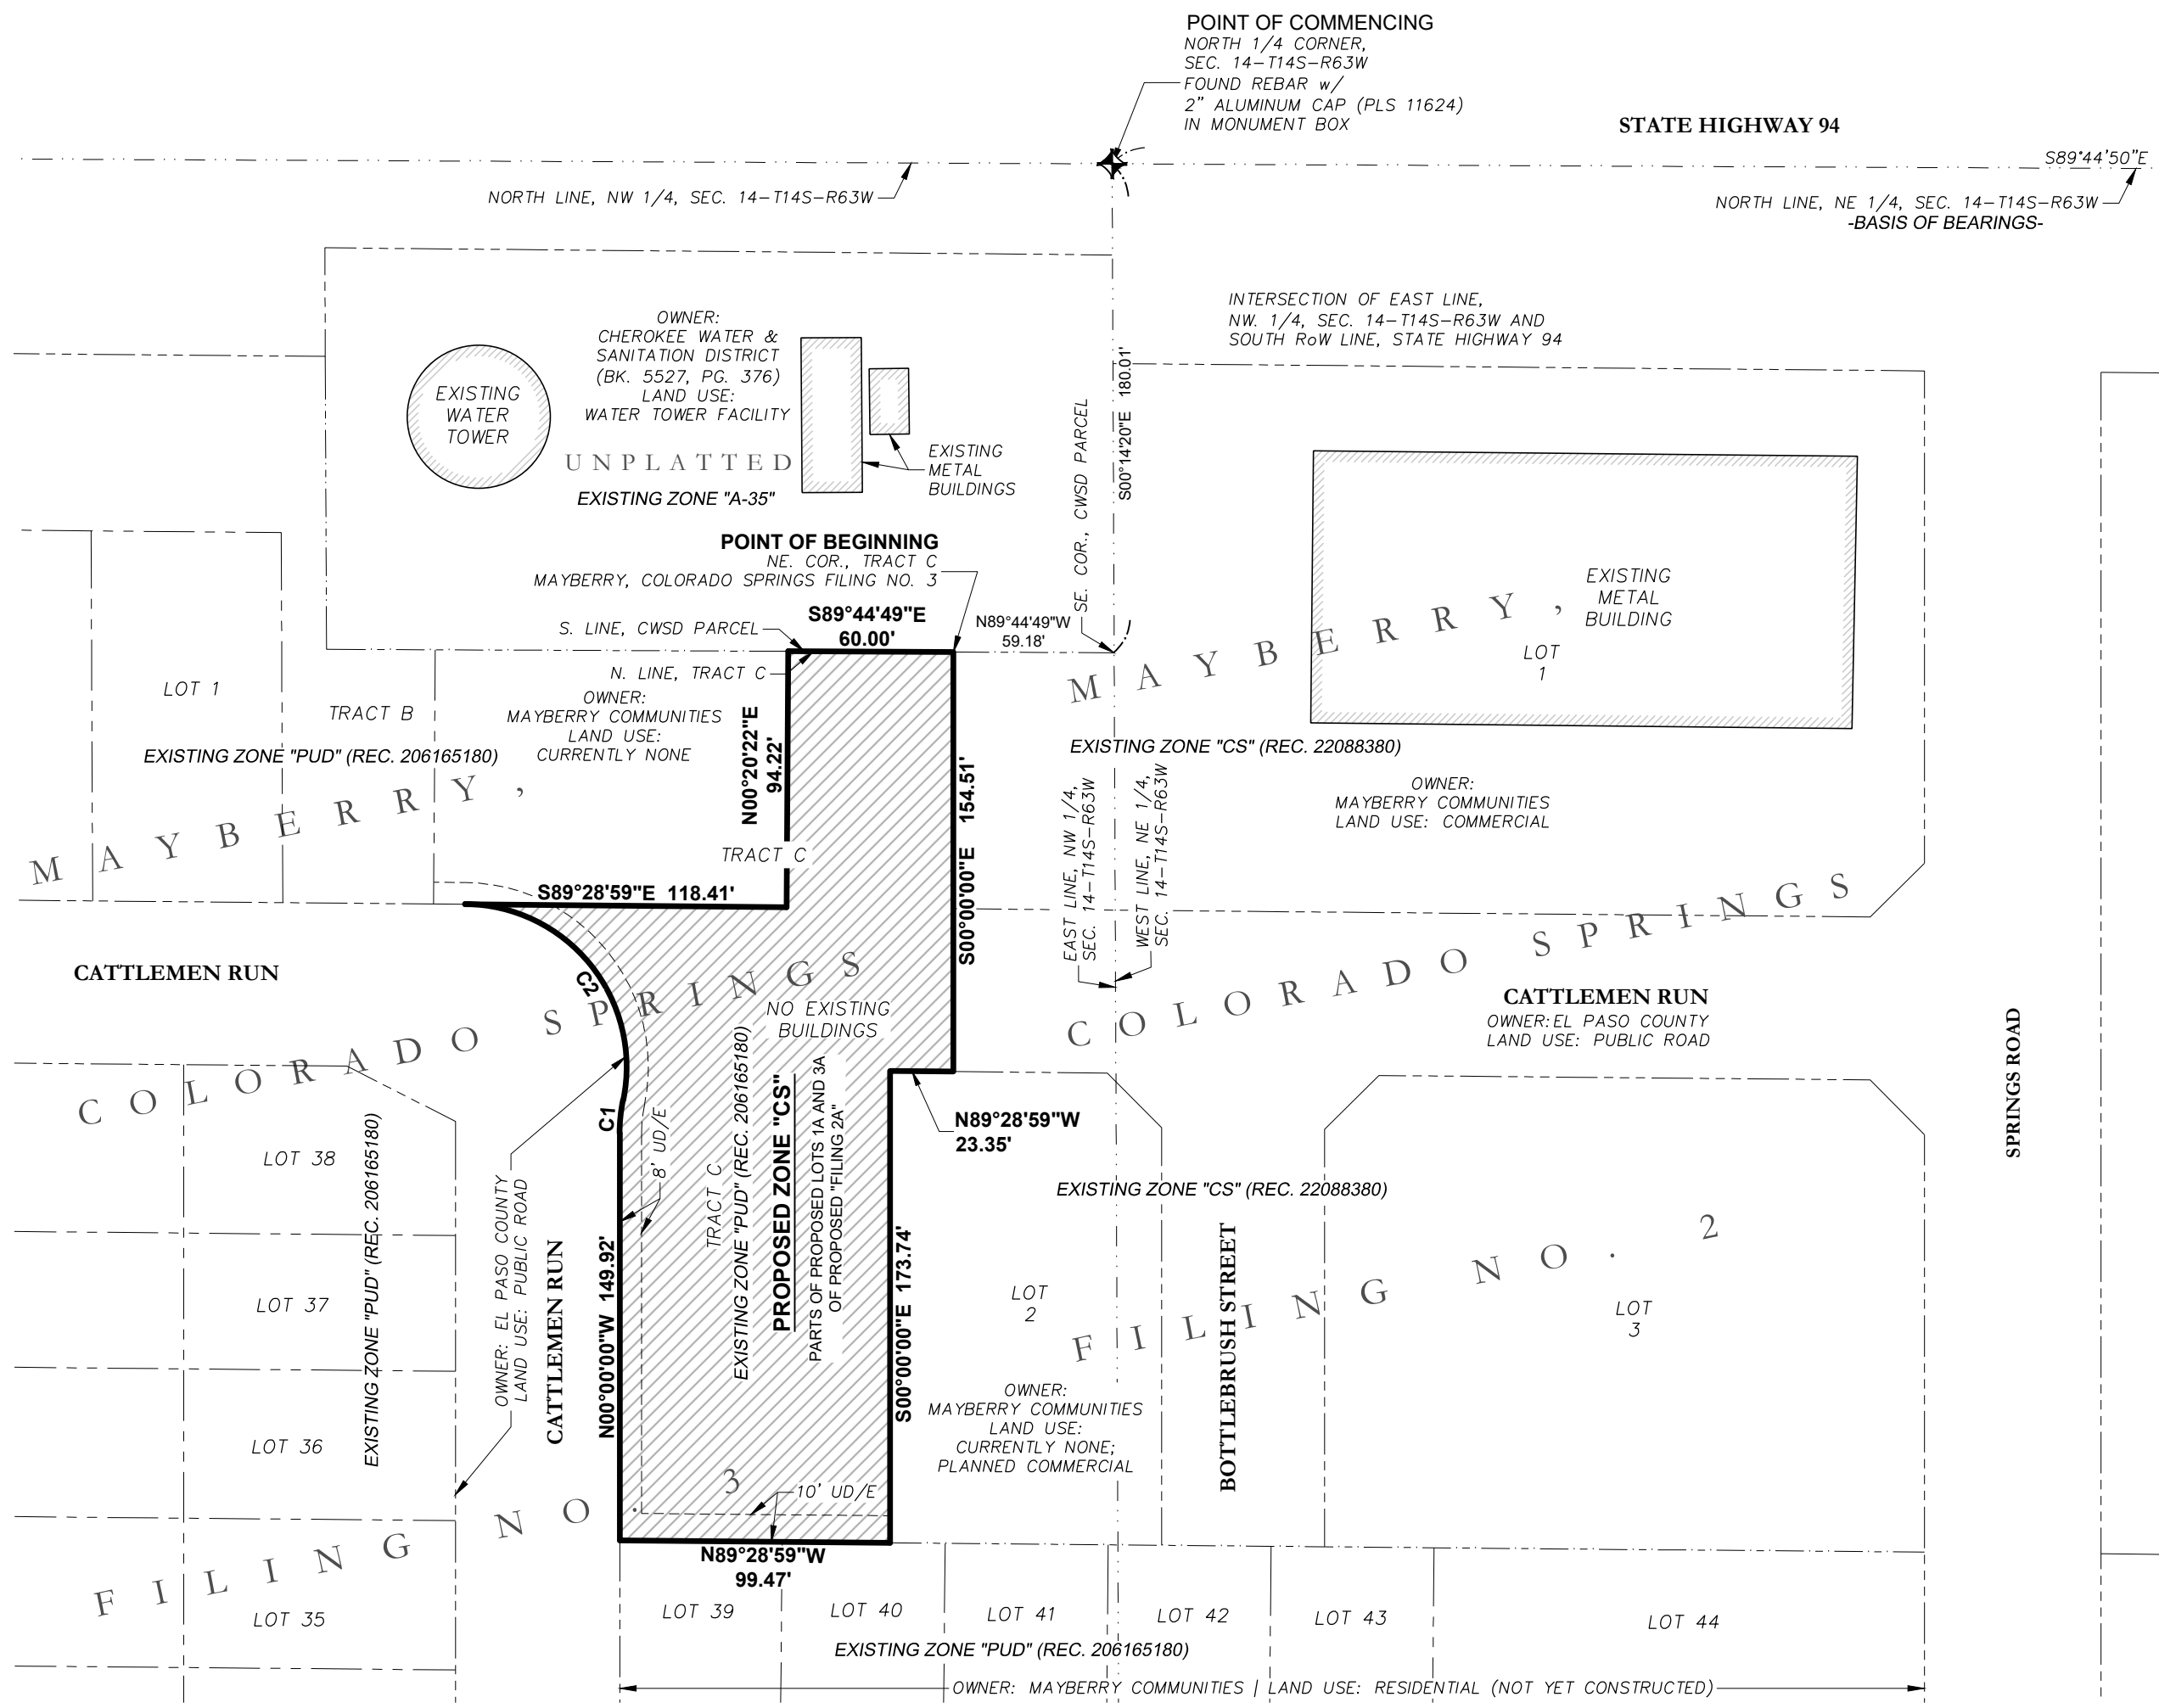 POINT OF COMMENCING
NORTH 1/4 CORNER,
SEC. 14-T14S-R63W
FOUND REBAR w/
2" ALUMINUM CAP (PLS 11624)
IN MONUMENT BOX
STATE HIGHWAY 94
S89°44'50"E
NORTH LINE, NW 1/4, SEC. 14-T14S-R63W
NORTH LINE, NE 1/4, SEC. 14-T14S-R63W
-BASIS OF BEARINGS-
OWNER:
CHEROKEE WATER &
SANITATION DISTRICT
(BK. 5527, PG. 376)
LAND USE:
WATER TOWER FACILITY
EXISTING
WATER
TOWER
UNPLATTED
EXISTING ZONE "A-35"
EXISTING
METAL
BUILDINGS
INTERSECTION OF EAST LINE,
NW. 1/4, SEC. 14-T14S-R63W AND
SOUTH RoW LINE, STATE HIGHWAY 94
S00°14'20"E 180.01'
SE. COR., CWSD PARCEL
POINT OF BEGINNING
NE. COR., TRACT C
MAYBERRY, COLORADO SPRINGS FILING NO. 3
S89°44'49"E
60.00'
N89°44'49"W
59.18'
S. LINE, CWSD PARCEL
N. LINE, TRACT C
EXISTING
METAL
BUILDING
LOT
1
MAYBERRY,
LOT 1
TRACT B
OWNER:
MAYBERRY COMMUNITIES
LAND USE:
CURRENTLY NONE
N00°20'22"E
94.22'
EXISTING ZONE "PUD" (REC. 206165180)
EXISTING ZONE "CS" (REC. 22088380)
OWNER:
MAYBERRY COMMUNITIES
LAND USE: COMMERCIAL
S00°00'00"E 154.51'
EAST LINE, NW 1/4,
SEC. 14-T14S-R63W
WEST LINE, NE 1/4,
SEC. 14-T14S-R63W
MAYBERRY,
TRACT C
S89°28'59"E 118.41'
CATTLEMEN RUN
C2
COLORADO SPRINGS
NO EXISTING
BUILDINGS
COLORADO SPRINGS
CATTLEMEN RUN
OWNER: EL PASO COUNTY
LAND USE: PUBLIC ROAD
SPRINGS ROAD
C1
8' UD/E
TRACT C
EXISTING ZONE "PUD" (REC. 206165180)
PROPOSED ZONE "CS"
PARTS OF PROPOSED LOTS 1A AND 3A
OF PROPOSED "FILING 2A"
N89°28'59"W
23.35'
LOT 38
EXISTING ZONE "PUD" (REC. 206165180)
OWNER: EL PASO COUNTY
LAND USE: PUBLIC ROAD
CATTLEMEN RUN
N00°00'00"W 149.92'
S00°00'00"E 173.74'
EXISTING ZONE "CS" (REC. 22088380)
LOT 37
LOT
2
BOTTLEBRUSH STREET
FILING NO. 2
LOT
3
OWNER:
MAYBERRY COMMUNITIES
LAND USE:
CURRENTLY NONE;
PLANNED COMMERCIAL
LOT 36
10' UD/E
FILING NO. 3
N89°28'59"W
99.47'
LOT 35
LOT 39
LOT 40
LOT 41
LOT 42
LOT 43
LOT 44
EXISTING ZONE "PUD" (REC. 206165180)
OWNER: MAYBERRY COMMUNITIES | LAND USE: RESIDENTIAL (NOT YET CONSTRUCTED)